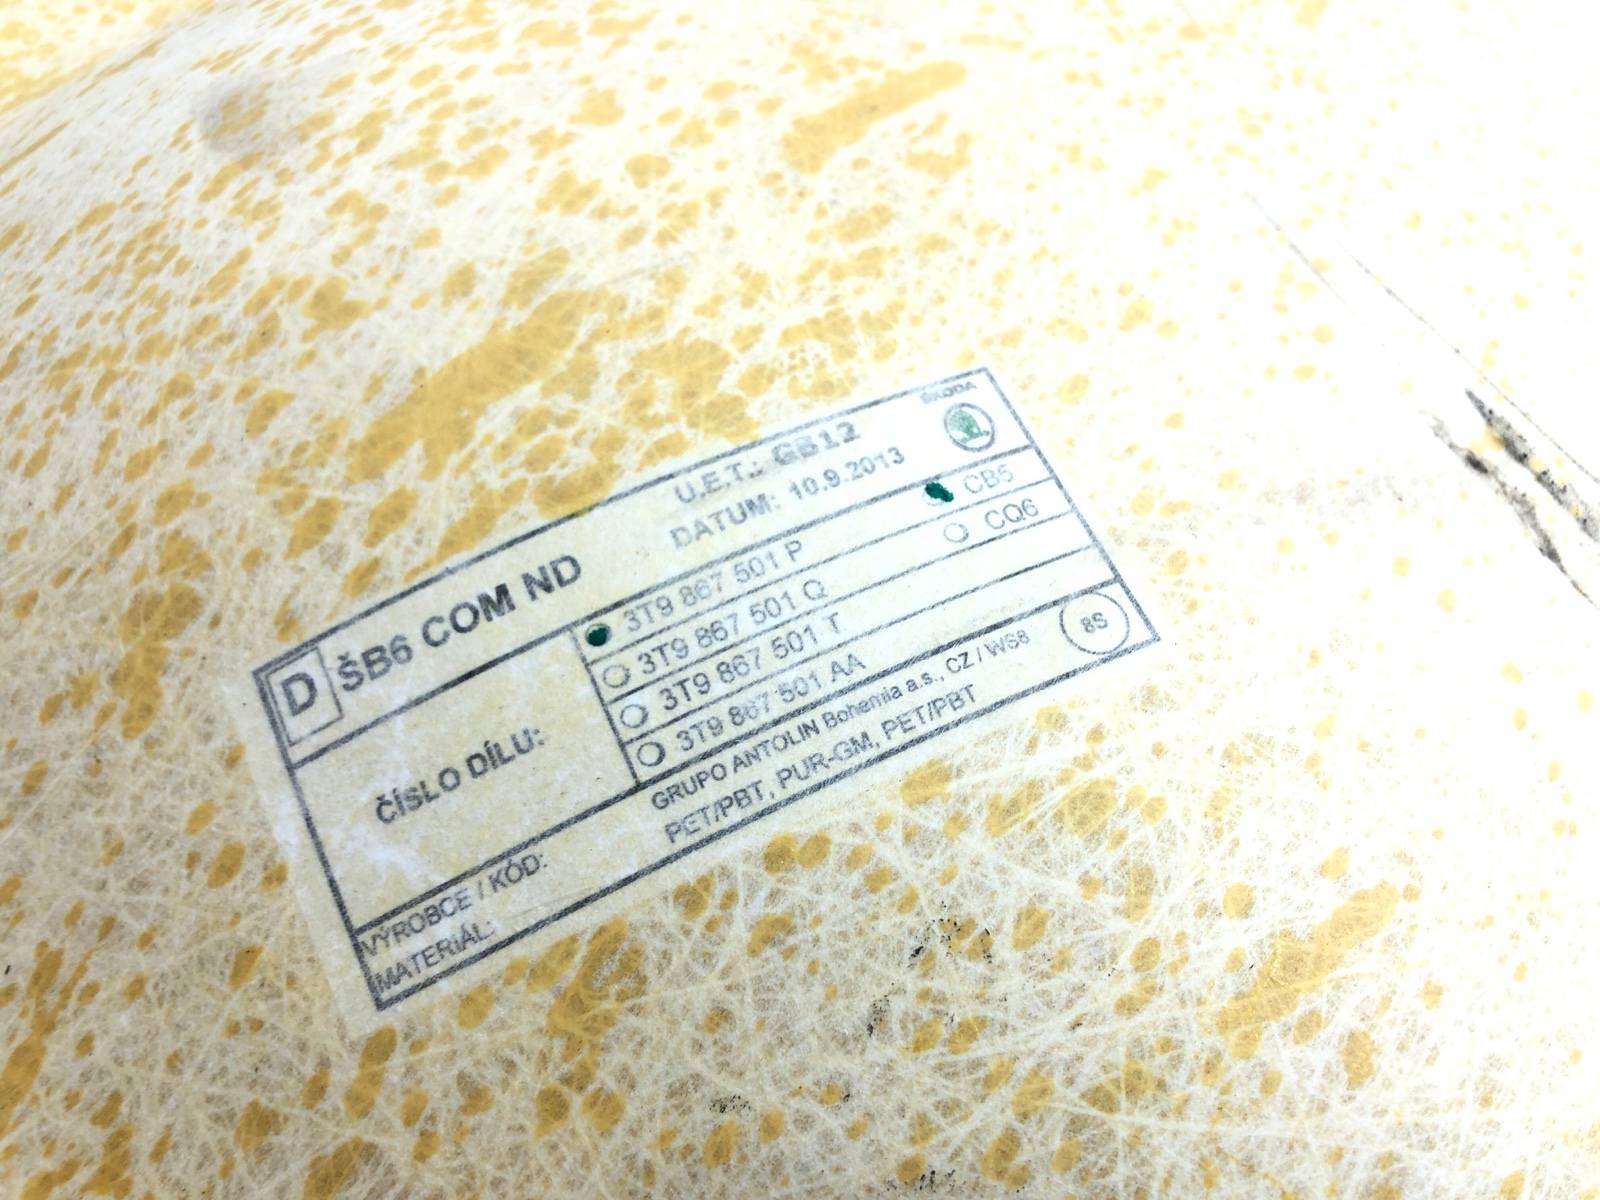 ŠKODA
D ŠB6 COM ND
U.E.T.: GB12
DATUM: 10.9.2013
ČÍSLO DÍLU:
3T9 867 501 P CB5
3T9 867 501 Q CQ6
3T9 867 501 T
3T9 867 501 AA
VÝROBCE / KÓD: GRUPO ANTOLIN Bohemia a.s., CZ / WS8 8S
MATERIÁL: PET/PBT, PUR-GM, PET/PBT